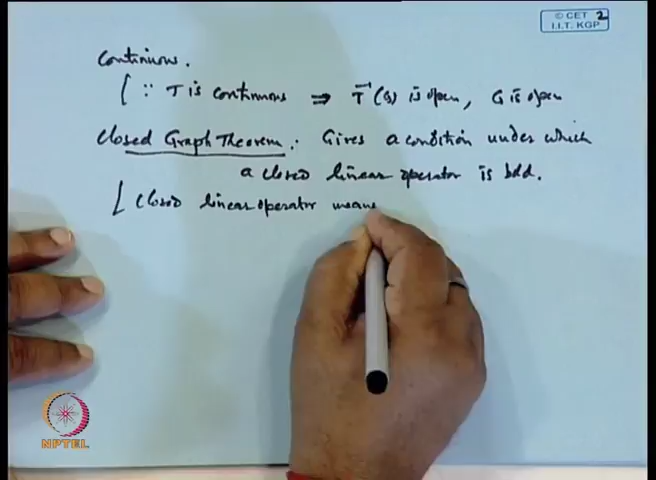 © CET 2
I.I.T. KGP
Continuous.
[ ∵ T is continuous ⇒ T⁻¹(G) is open, G is open
Closed Graph Theorem: Gives a condition under which
a closed linear operator is bdd.
[ Closed linear operator means
NPTEL